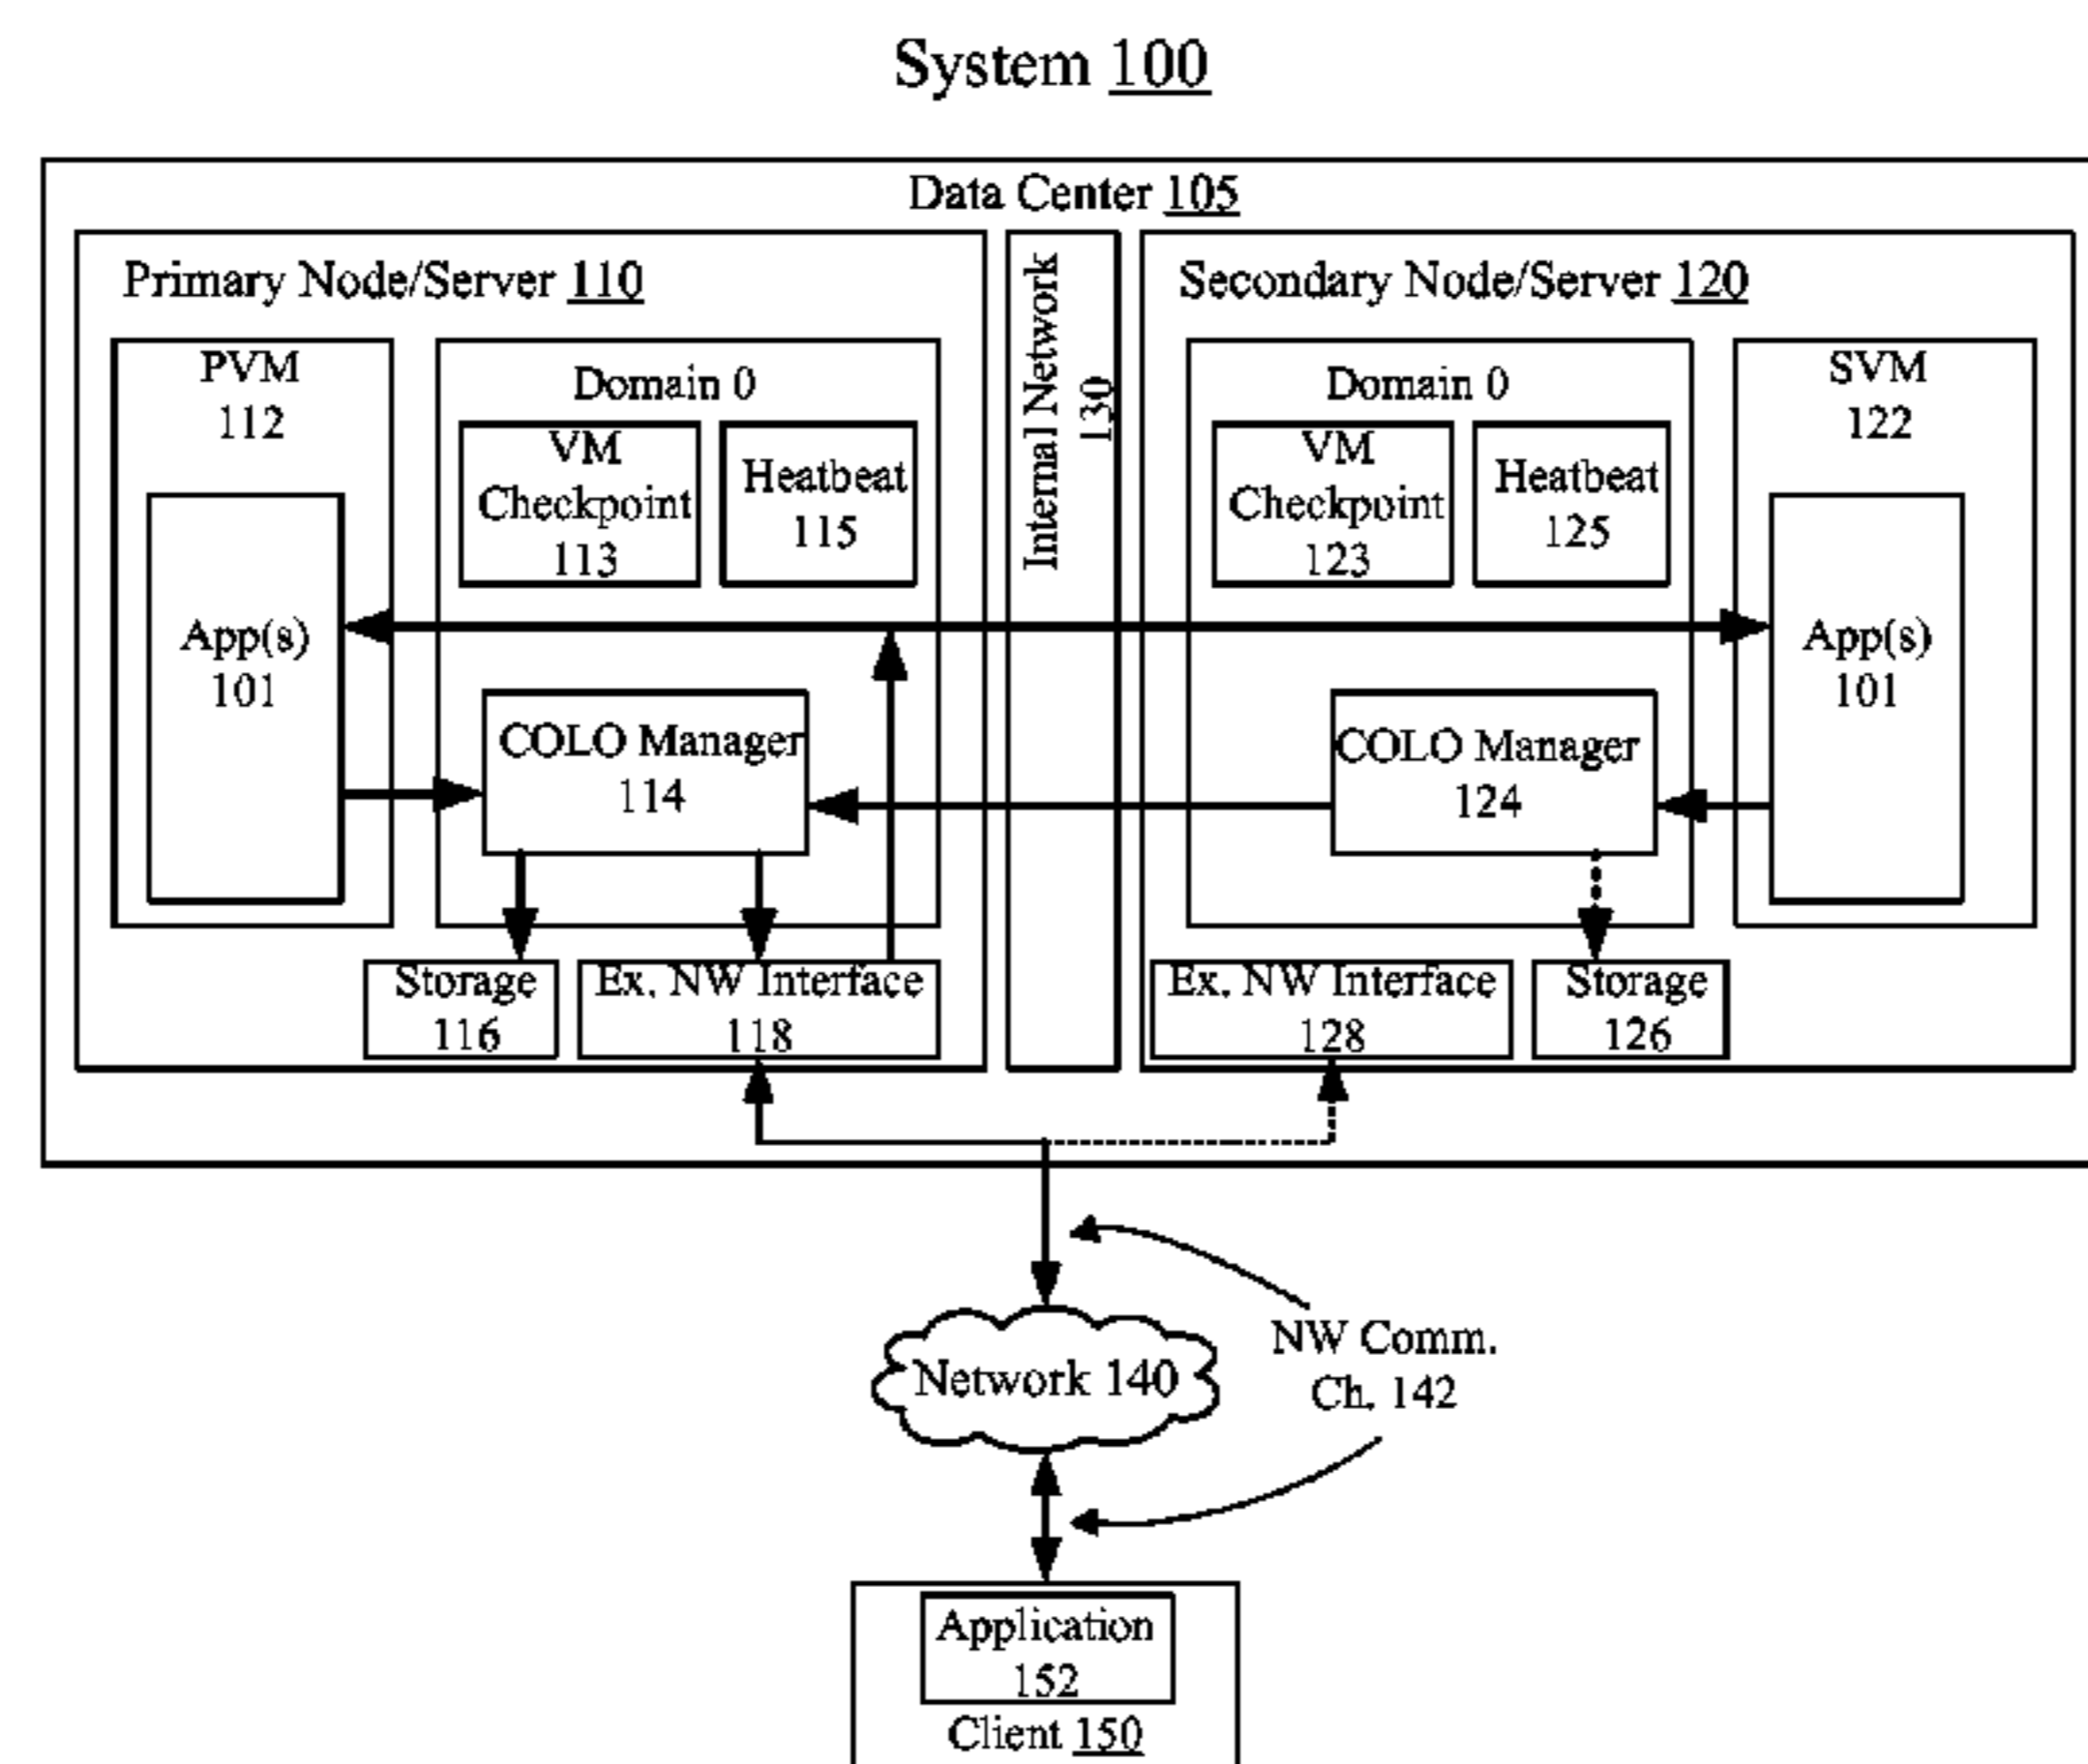 System 100
Data Center 105
Primary Node/Server 110
PVM
112
App(s)
101
Domain 0
VM
Checkpoint
113
Heatbeat
115
COLO Manager
114
Storage
116
Ex. NW Interface
118
Internal Network
130
Secondary Node/Server 120
Domain 0
VM
Checkpoint
123
Heatbeat
125
COLO Manager
124
Ex. NW Interface
128
Storage
126
SVM
122
App(s)
101
Network 140
NW Comm.
Ch. 142
Application
152
Client 150